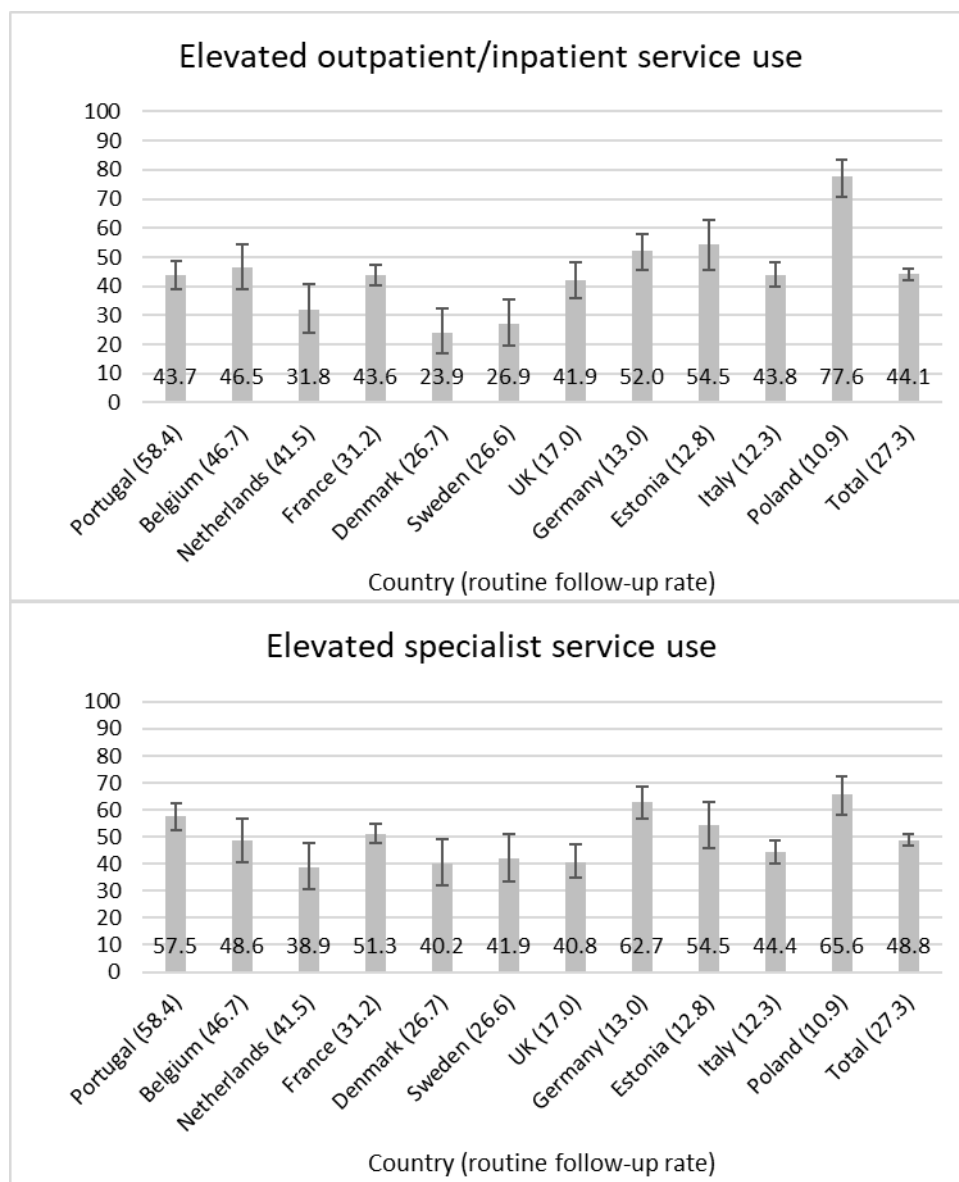 Elevated outpatient/inpatient service use
100
90
80
70
60
50
40
30
20
10
0
43.7 46.5 31.8 43.6 23.9 26.9 41.9 52.0 54.5 43.8 77.6 44.1
Portugal (58.4)
Belgium (46.7)
Netherlands (41.5)
France (31.2)
Denmark (26.7)
Sweden (26.6)
UK (17.0)
Germany (13.0)
Estonia (12.8)
Italy (12.3)
Poland (10.9)
Total (27.3)
Country (routine follow-up rate)
Elevated specialist service use
100
90
80
70
60
50
40
30
20
10
0
57.5 48.6 38.9 51.3 40.2 41.9 40.8 62.7 54.5 44.4 65.6 48.8
Portugal (58.4)
Belgium (46.7)
Netherlands (41.5)
France (31.2)
Denmark (26.7)
Sweden (26.6)
UK (17.0)
Germany (13.0)
Estonia (12.8)
Italy (12.3)
Poland (10.9)
Total (27.3)
Country (routine follow-up rate)